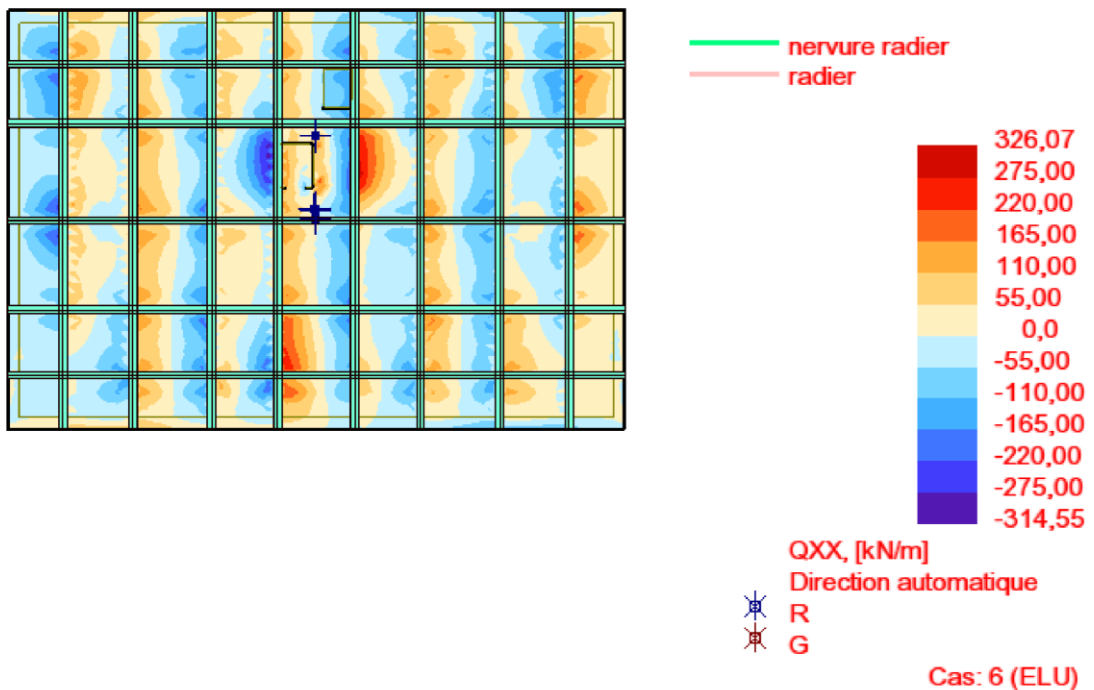 nervure radier
radier
326,07
275,00
220,00
165,00
110,00
55,00
0,0
-55,00
-110,00
-165,00
-220,00
-275,00
-314,55
QXX, [kN/m]
Direction automatique
R
G
Cas: 6 (ELU)